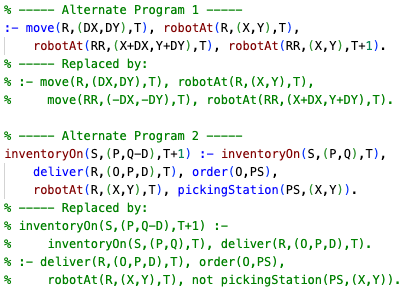 % ----- Alternate Program 1 -----
:- move(R,(DX,DY),T), robotAt(R,(X,Y),T),
    robotAt(RR,(X+DX,Y+DY),T), robotAt(RR,(X,Y),T+1).
% ----- Replaced by:
% :- move(R,(DX,DY),T), robotAt(R,(X,Y),T),
%     move(RR,(-DX,-DY),T), robotAt(RR,(X+DX,Y+DY),T).

% ----- Alternate Program 2 -----
inventoryOn(S,(P,Q-D),T+1) :- inventoryOn(S,(P,Q),T),
    deliver(R,(O,P,D),T), order(O,PS),
    robotAt(R,(X,Y),T), pickingStation(PS,(X,Y)).
% ----- Replaced by:
% inventoryOn(S,(P,Q-D),T+1) :-
%     inventoryOn(S,(P,Q),T), deliver(R,(O,P,D),T).
% :- deliver(R,(O,P,D),T), order(O,PS),
%     robotAt(R,(X,Y),T), not pickingStation(PS,(X,Y)).